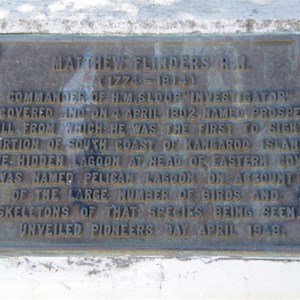 MATTHEW FLINDERS R.N.
(1774 - 1814)
COMMANDER OF H.M. SLOOP "INVESTIGATOR"
COVERED AND ON 4 APRIL 1802 NAMED PROSPE
ILL FROM WHICH HE WAS THE FIRST TO SIGH
ORTION OF SOUTH COAST OF KANGAROO ISLAN
HE HIDDEN LAGOON AT HEAD OF EASTERN COV
WAS NAMED PELICAN LAGOON ON ACCOUNT
OF THE LARGE NUMBER OF BIRDS AND
SKELETONS OF THAT SPECIES BEING SEEN
UNVEILED PIONEERS DAY APRIL 1948.